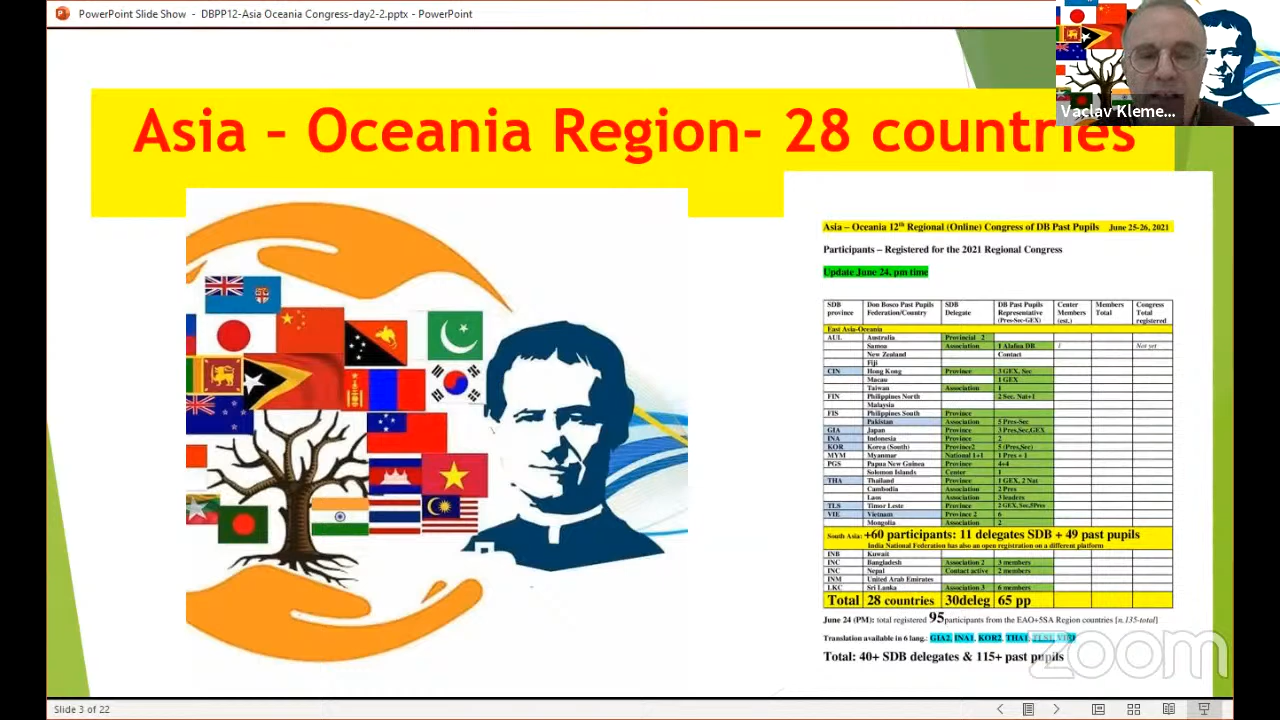 PowerPoint Slide Show - DBPP12-Asia Oceania Congress-day2-2.pptx - PowerPoint
Vaclav Kleme...
Asia – Oceania Region- 28 countries
Asia – Oceania 12th Regional (Online) Congress of DB Past Pupils June 25-26, 2021
Participants – Registered for the 2021 Regional Congress
Update June 24, pm time
SDB province Don Bosco Past Pupils Federation/Country SDB Delegate DB Past Pupils Representative (Pres-Sec-GEX) Center Members (est.) Members Total Congress Total registered
East Asia-Oceania
AUL Australia Provincial 2
Samoa Association 1 Alafua DB 1 Not yet
New Zealand Contact
Fiji
CIN Hong Kong Province 3 GEX, Sec
Macau 1 GEX
Taiwan Association 1
FIN Philippines North 2 Sec. Nat+1
Malaysia
FIS Philippines South Province
Pakistan Association 5 Pres-Sec
GIA Japan Province 3 Pres,Sec,GEX
INA Indonesia Province 2
KOR Korea (South) Province2 5 (Pres,Sec)
MYM Myanmar National 1+1 1 Pres + 1
PGS Papua New Guinea Province 4+4
Solomon Islands Center 1
THA Thailand Province 1 GEX, 2 Nat
Cambodia Association 2 Pres
Laos Association 3 leaders
TLS Timor Leste Province 2 GEX, Sec,5Pres
VIE Vietnam Province 2 6
Mongolia Association 2
South Asia: +60 participants: 11 delegates SDB + 49 past pupils
India National Federation has also an open registration on a different platform
INB Kuwait
INC Bangladesh Association 2 3 members
INC Nepal Contact active 2 members
INM United Arab Emirates
LKC Sri Lanka Association 3 6 members
Total 28 countries 30deleg 65 pp
June 24 (PM): total registered 95participants from the EAO+5SA Region countries [n.135-total]
Translation available in 6 lang.: GIA2, INA1, KOR2, THA1, TLS1, VIE1
Total: 40+ SDB delegates & 115+ past pupils
zoom
Slide 3 of 22